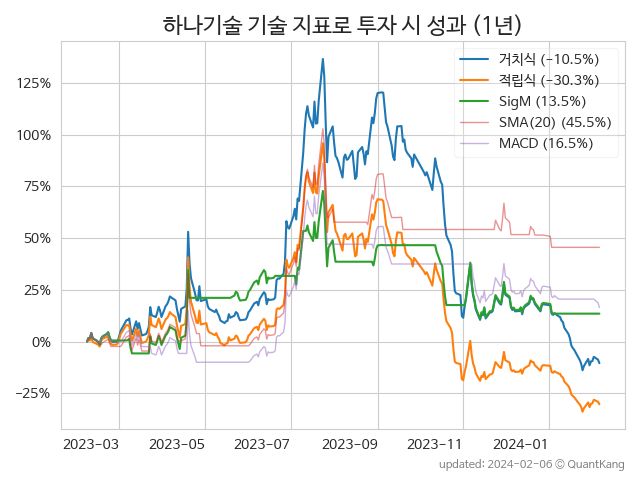 하나기술 기술 지표로 투자 시 성과 (1년)
거치식 (−10.5%)
적립식 (−30.3%)
SigM (13.5%)
SMA(20) (45.5%)
MACD (16.5%)
125%
100%
75%
50%
25%
0%
−25%
2023−03 2023−05 2023−07 2023−09 2023−11 2024−01
updated: 2024−02−06 © QuantKang